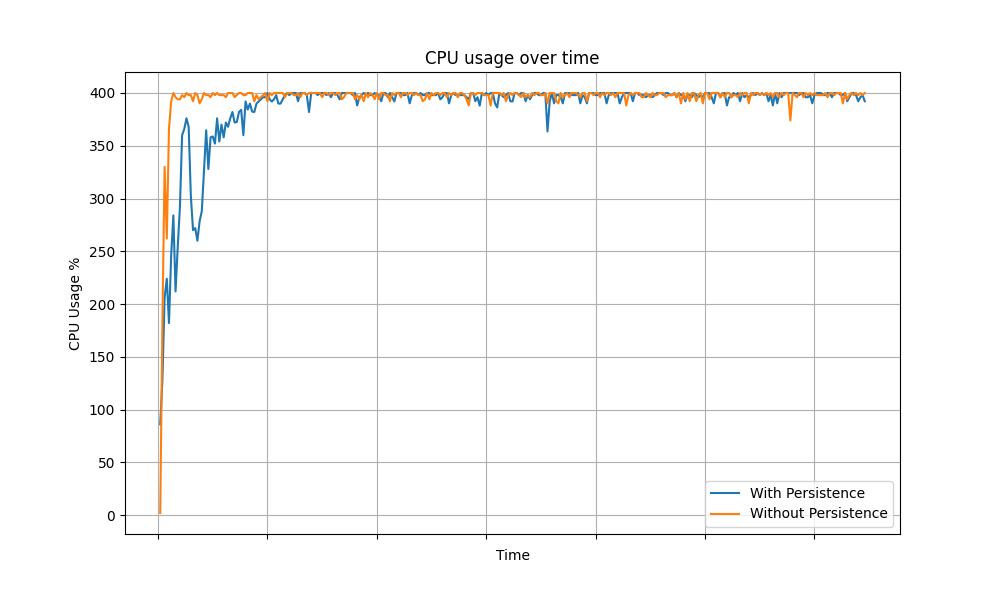 CPU usage over time
400
350
300
250
200
150
100
50
0
CPU Usage %
With Persistence
Without Persistence
Time